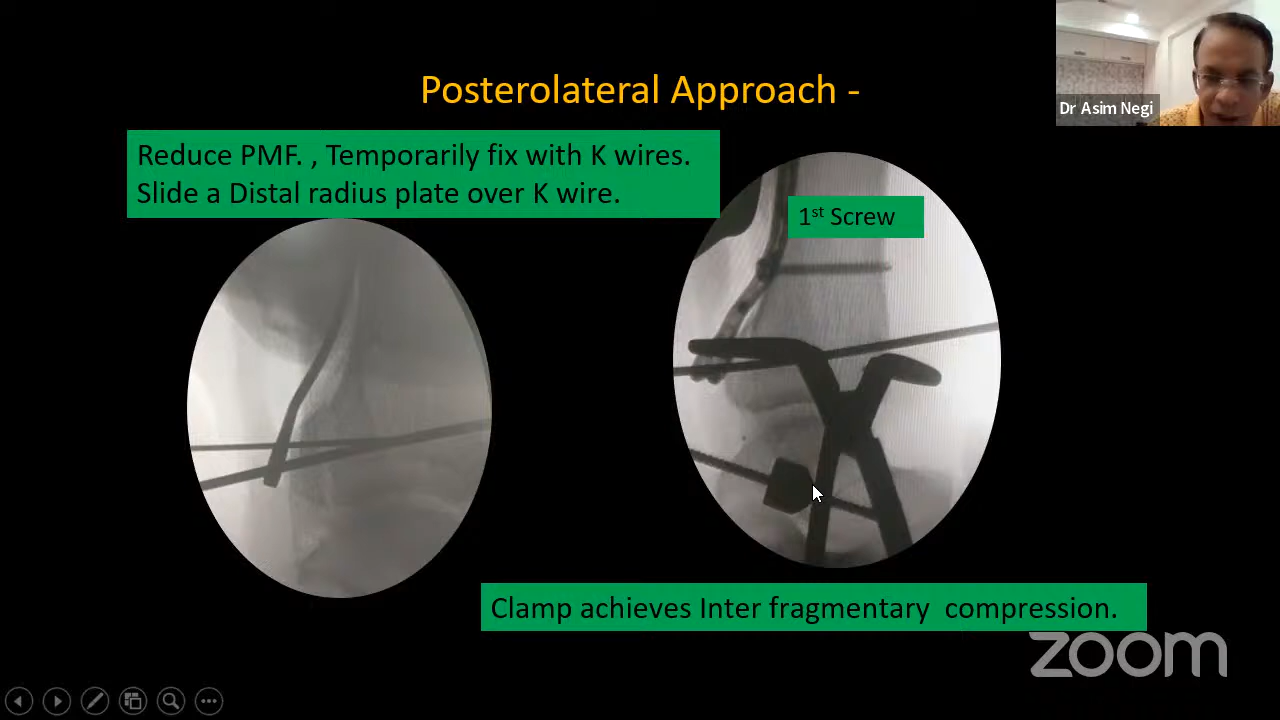 Posterolateral Approach -
Dr Asim Negi
Reduce PMF. , Temporarily fix with K wires.
Slide a Distal radius plate over K wire.
1st Screw
Clamp achieves Inter fragmentary compression.
zoom